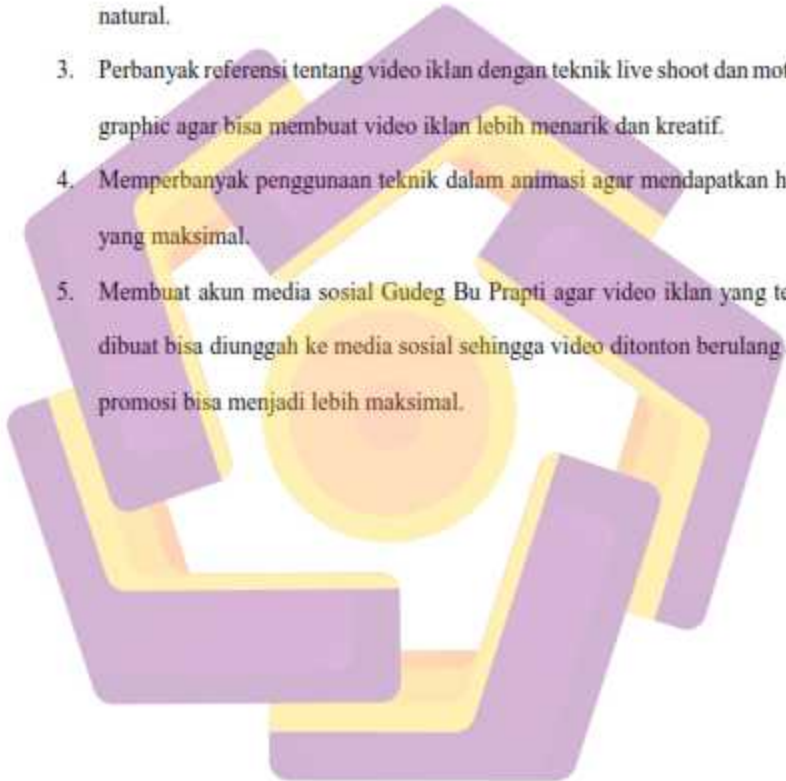 natural.
3. Perbanyak referensi tentang video iklan dengan teknik live shoot dan
graphic agar bisa membuat video iklan lebih menarik dan kreatif.
4. Memperbanyak penggunaan teknik dalam animasi agar mendapatkan
yang maksimal.
5. Membuat akun media sosial Gudeg Bu Prapti agar video iklan yang
dibuat bisa diunggah ke media sosial sehingga video ditonton berulang
promosi bisa menjadi lebih maksimal.